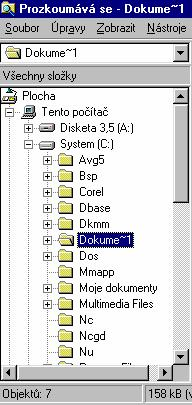 Prozkoumává se - Dokume~1
Soubor Úpravy Zobrazit Nástroje
Dokume~1
Všechny složky
Plocha
Tento počítač
Disketa 3,5 (A:)
System (C:)
Avg5
Bsp
Corel
Dbase
Dkmm
Dokume~1
Dos
Mmapp
Moje dokumenty
Multimedia Files
Nc
Ncgd
Nu
Objektů: 7 158 kB (v